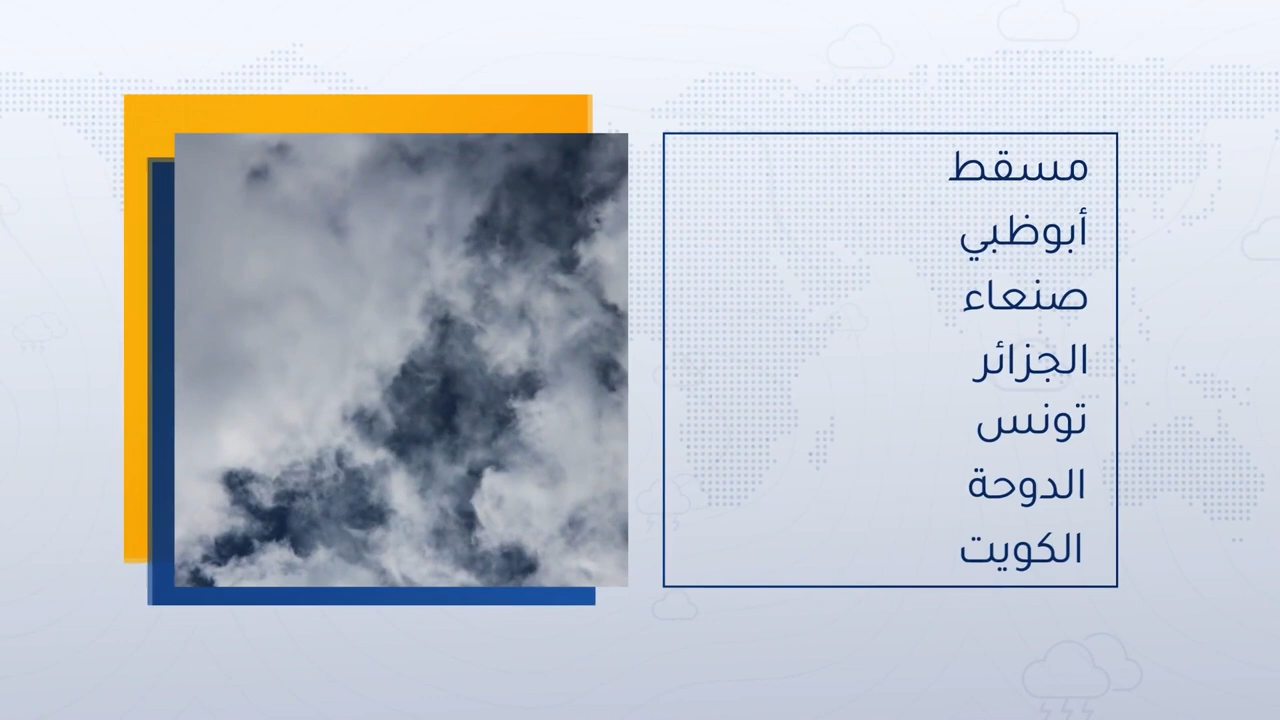 مسقط
أبوظبي
صنعاء
الجزائر
تونس
الدوحة
الكويت